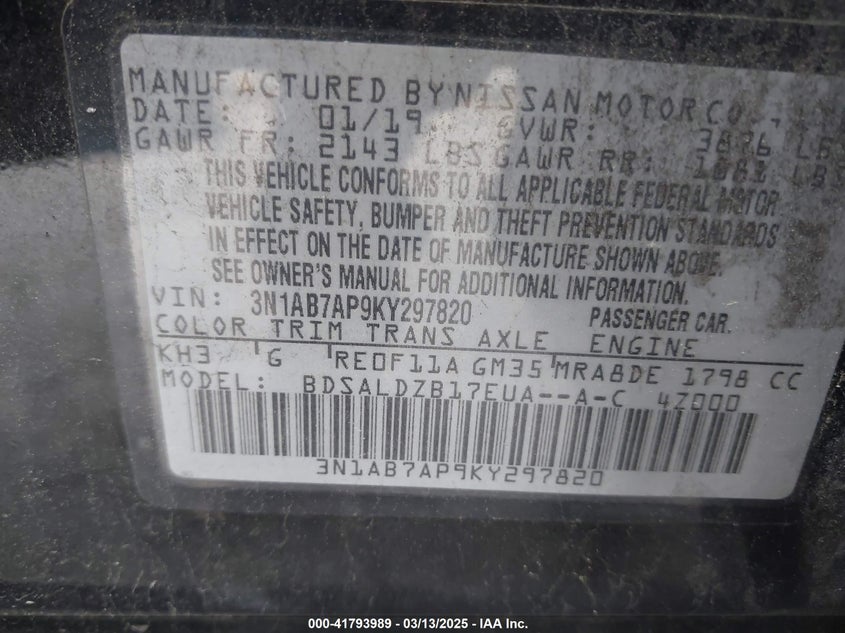 MANUFACTURED BY NISSAN MOTOR CO.,
DATE: 01/19 GVWR: 3876 LB
GAWR FR: 2143 LBS GAWR RR: LBS
THIS VEHICLE CONFORMS TO ALL APPLICABLE FEDERAL MOTOR
VEHICLE SAFETY, BUMPER AND THEFT PREVENTION STANDARDS
IN EFFECT ON THE DATE OF MANUFACTURE SHOWN ABOVE.
SEE OWNER'S MANUAL FOR ADDITIONAL INFORMATION.
VIN: 3N1AB7AP9KY297820 PASSENGER CAR.
COLOR TRIM TRANS AXLE ENGINE
KH3 G RE0F11A GM35 MRA8DE 1798 CC
MODEL: BDSALDZB17EUA--A-C 4Z000
3N1AB7AP9KY297820
000-41793989 - 03/13/2025 - IAA Inc.